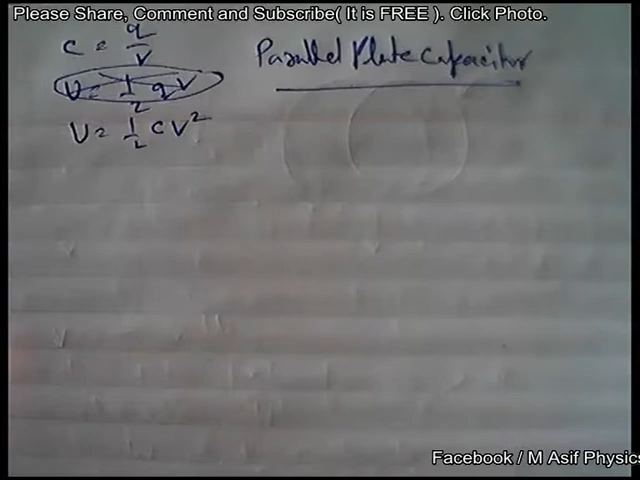 Please Share, Comment and Subscribe( It is FREE ). Click Photo.
C = q/V
Parallel Plate Capacitor
U = 1/2 qV
U = 1/2 CV²
Facebook / M Asif Physics